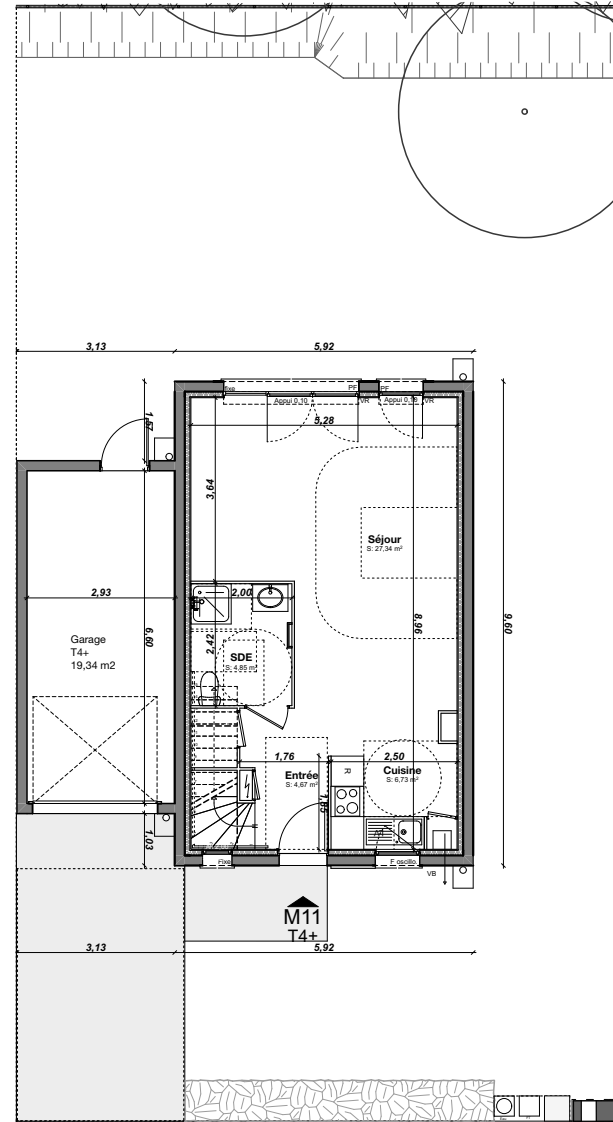 3,13
5,92
fixe
PF
PF
Appui 0,10
VR
Appui 0,10
VR
5,28
1,57
3,64
Séjour
S: 27,34 m²
2,93
2,00
6,60
8,96
9,60
Garage
T4+
19,34 m2
2,42
SDE
S: 4,85 m²
1,76
2,50
Entrée
S: 4,67 m²
R
Cuisine
S: 6,73 m²
1,85
1,03
Fixe
F oscillo.
VB
M11
T4+
3,13
5,92